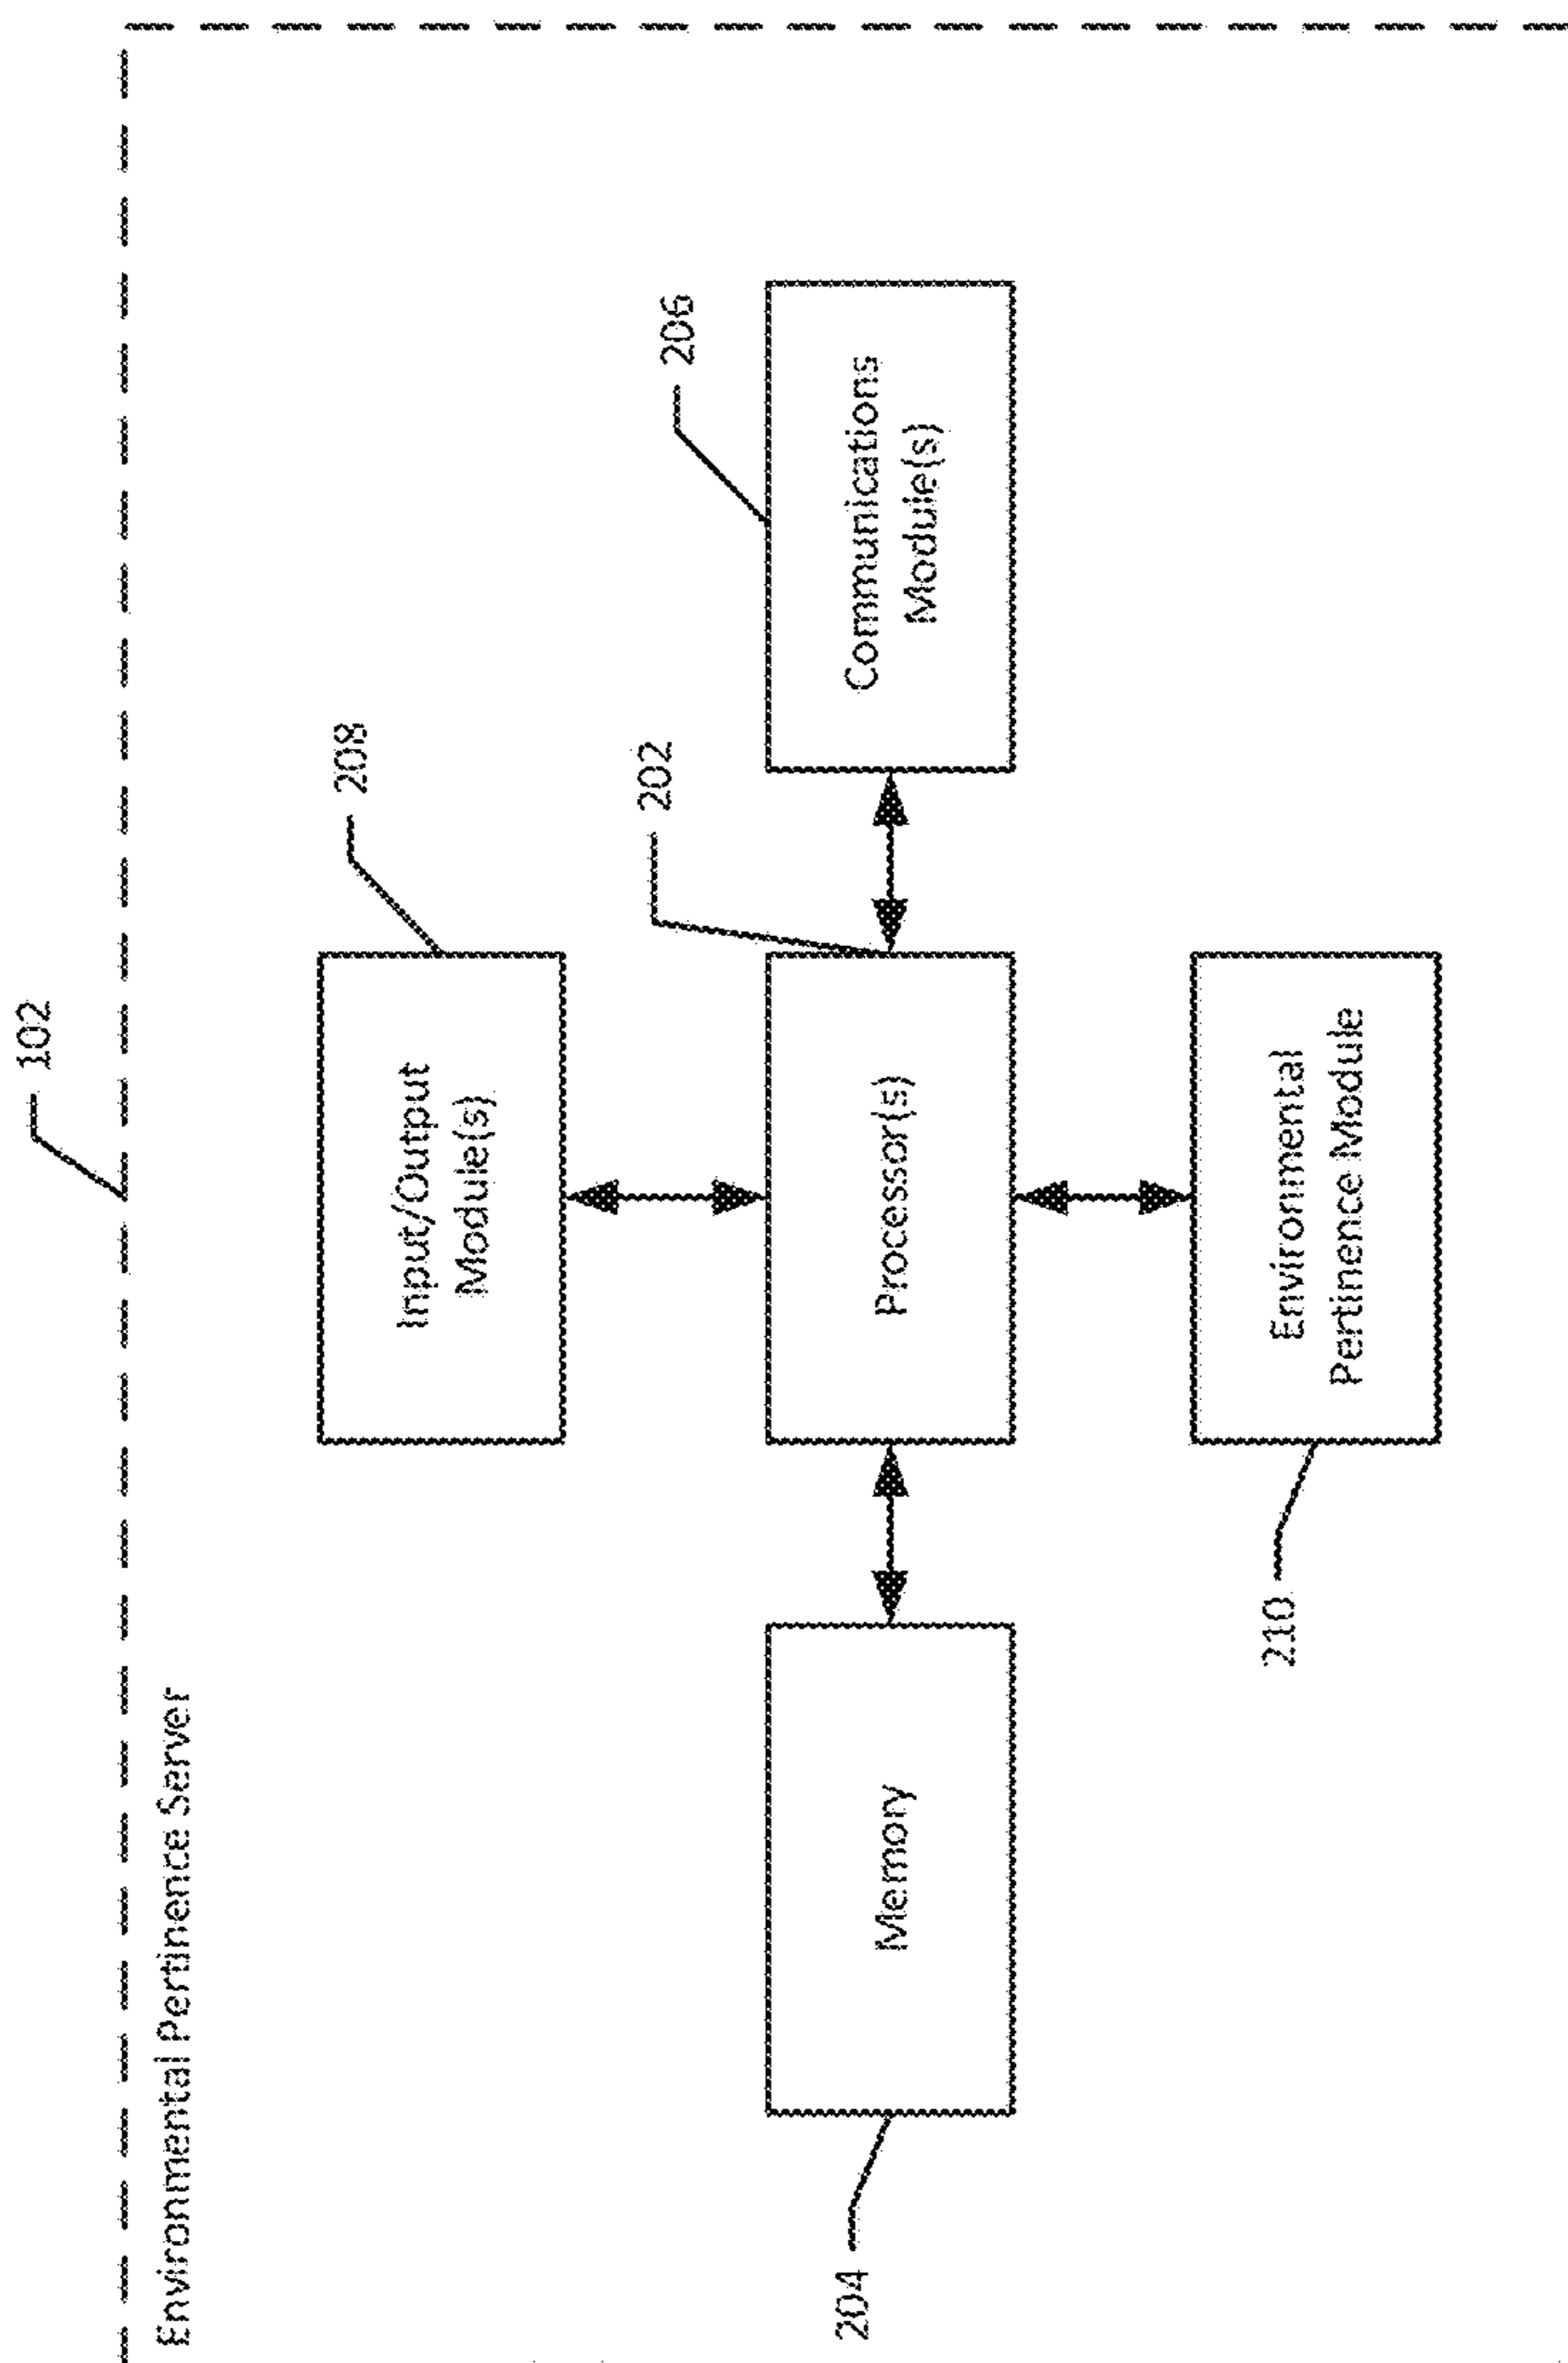 102
Environmental Pertinence Server
208
Input/Output
Module(s)
202
206
204
Memory
Processor(s)
Communications
Module(s)
210
Environmental
Pertinence Module